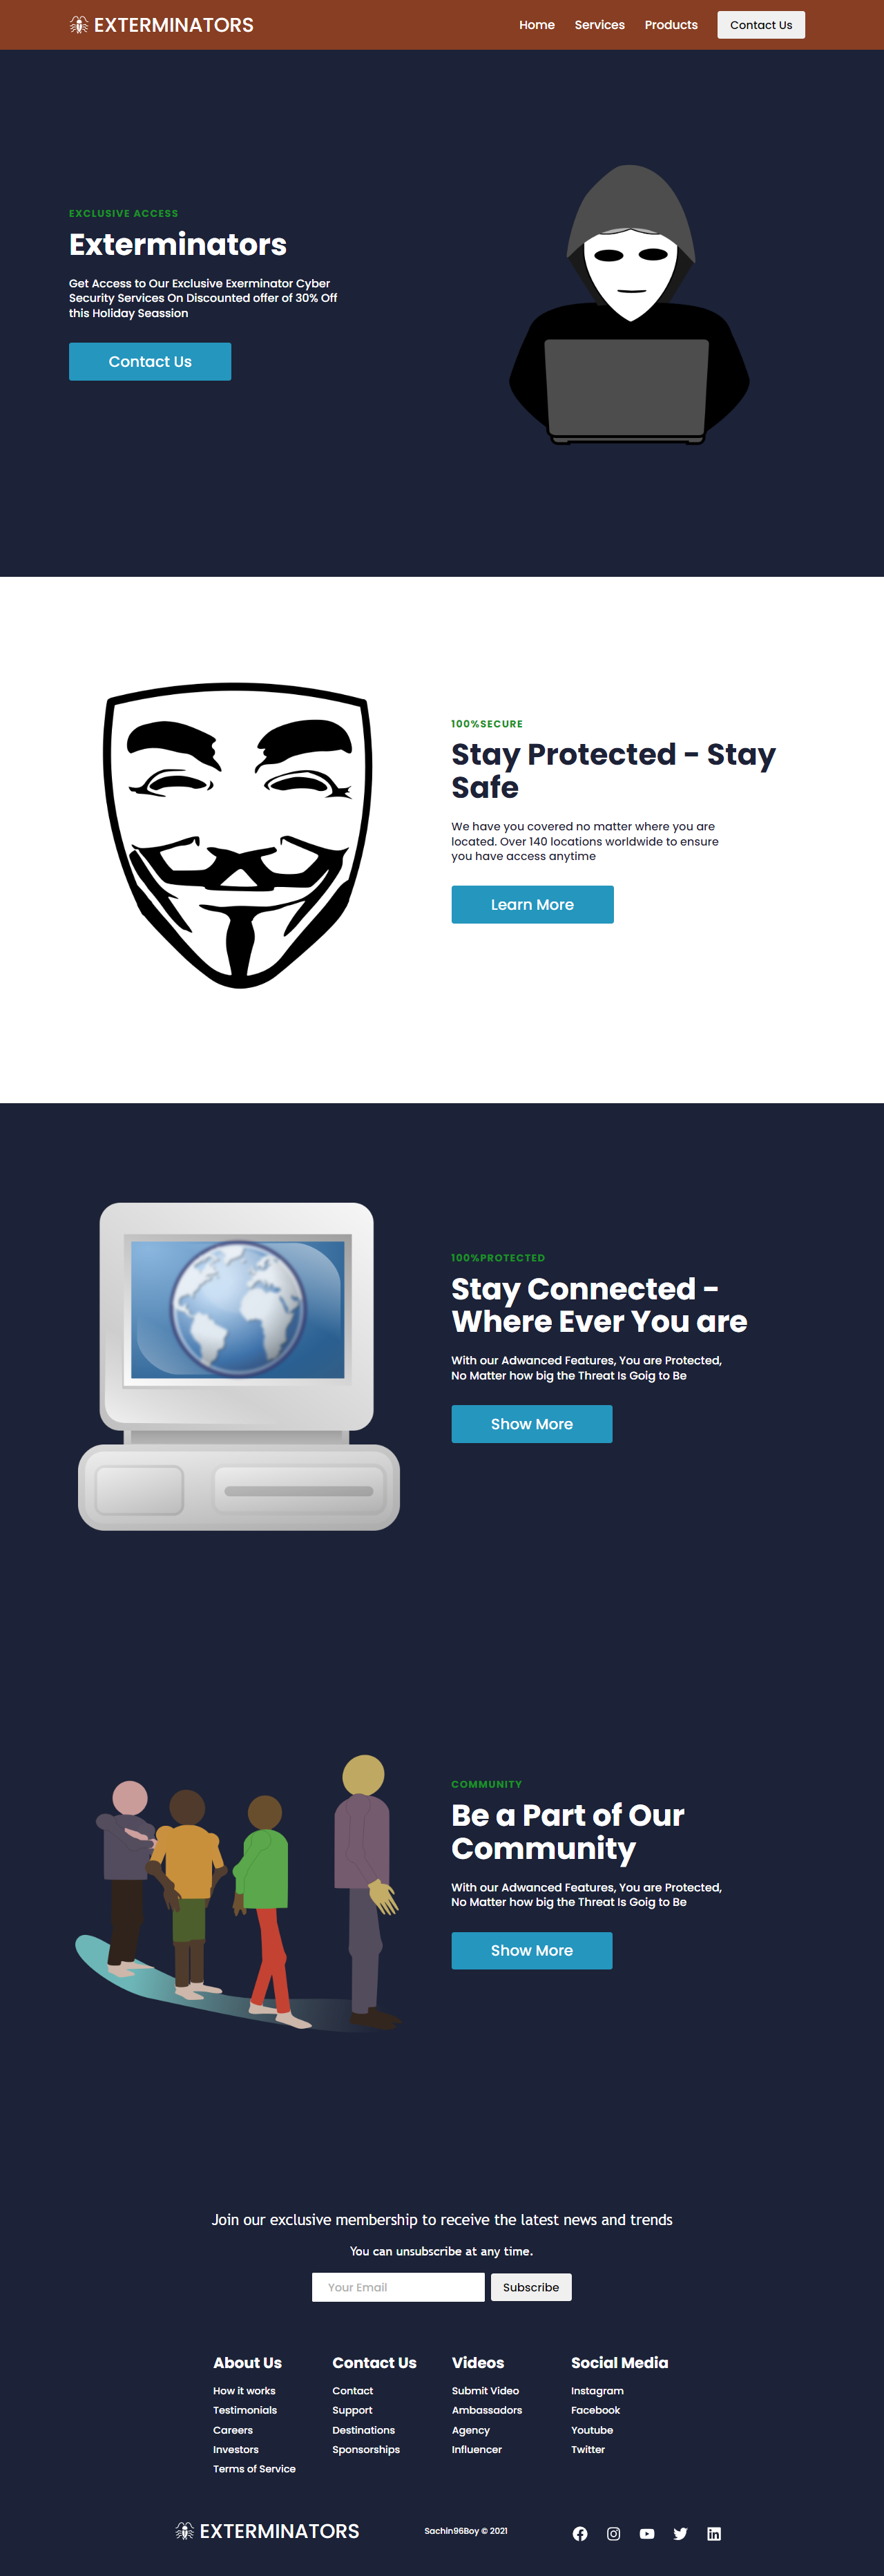 EXTERMINATORS
Home
Services
Products
Contact Us
EXCLUSIVE ACCESS
Exterminators
Get Access to Our Exclusive Exerminator Cyber
Security Services On Discounted offer of 30% Off
this Holiday Seassion
Contact Us
100%SECURE
Stay Protected - Stay
Safe
We have you covered no matter where you are
located. Over 140 locations worldwide to ensure
you have access anytime
Learn More
100%PROTECTED
Stay Connected -
Where Ever You are
With our Adwanced Features, You are Protected,
No Matter how big the Threat Is Goig to Be
Show More
COMMUNITY
Be a Part of Our
Community
With our Adwanced Features, You are Protected,
No Matter how big the Threat Is Goig to Be
Show More
Join our exclusive membership to receive the latest news and trends
You can unsubscribe at any time.
Your Email
Subscribe
About Us
How it works
Testimonials
Careers
Investors
Terms of Service
Contact Us
Contact
Support
Destinations
Sponsorships
Videos
Submit Video
Ambassadors
Agency
Influencer
Social Media
Instagram
Facebook
Youtube
Twitter
EXTERMINATORS
Sachin96Boy © 2021